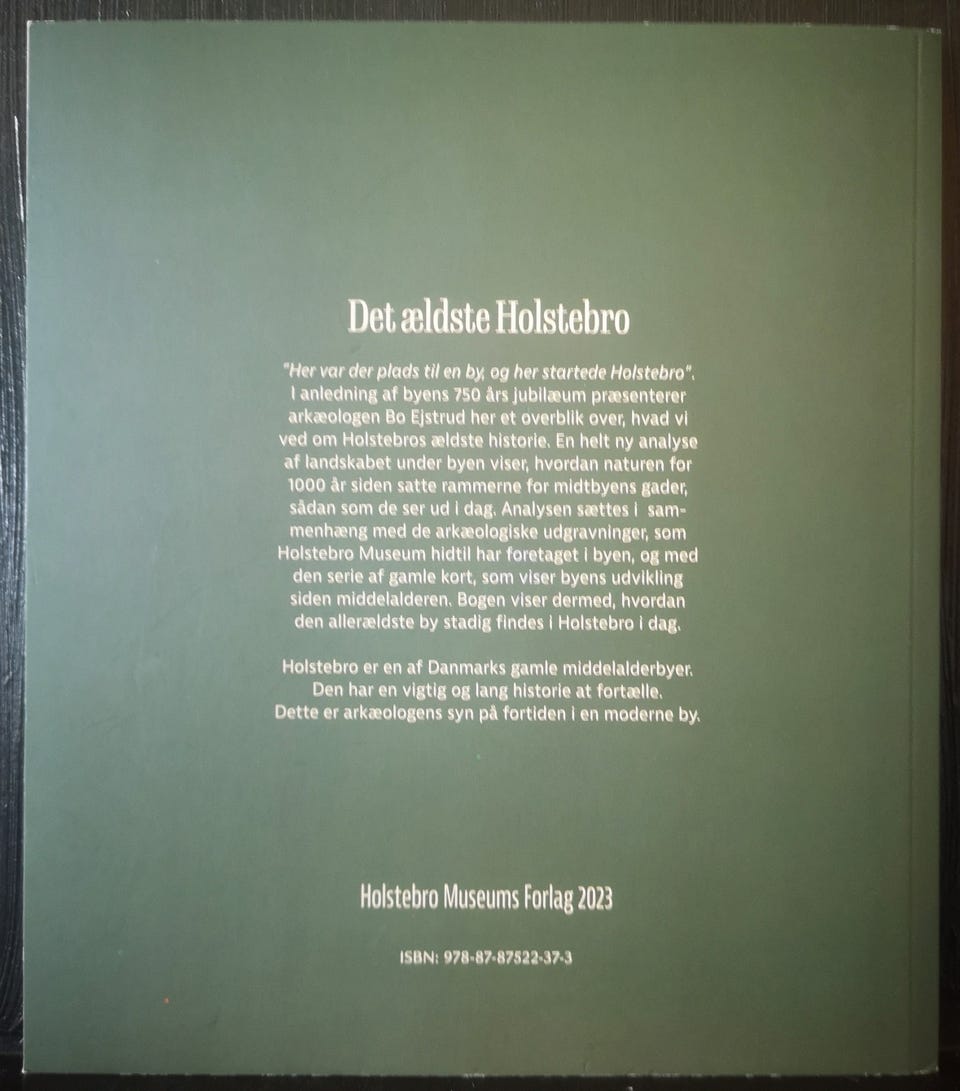 Det ældste Holstebro
"Her var der plads til en by, og her startede Holstebro".
I anledning af byens 750 års jubilæum præsenterer
arkæologen Bo Ejstrud her et overblik over, hvad vi
ved om Holstebros ældste historie. En helt ny analyse
af landskabet under byen viser, hvordan naturen for
1000 år siden satte rammerne for midtbyens gader,
sådan som de ser ud i dag. Analysen sættes i sam-
menhæng med de arkæologiske udgravninger, som
Holstebro Museum hidtil har foretaget i byen, og med
den serie af gamle kort, som viser byens udvikling
siden middelalderen. Bogen viser dermed, hvordan
den allerældste by stadig findes i Holstebro i dag.
Holstebro er en af Danmarks gamle middelalderbyer.
Den har en vigtig og lang historie at fortælle.
Dette er arkæologens syn på fortiden i en moderne by.
Holstebro Museums Forlag 2023
ISBN: 978-87-87522-37-3